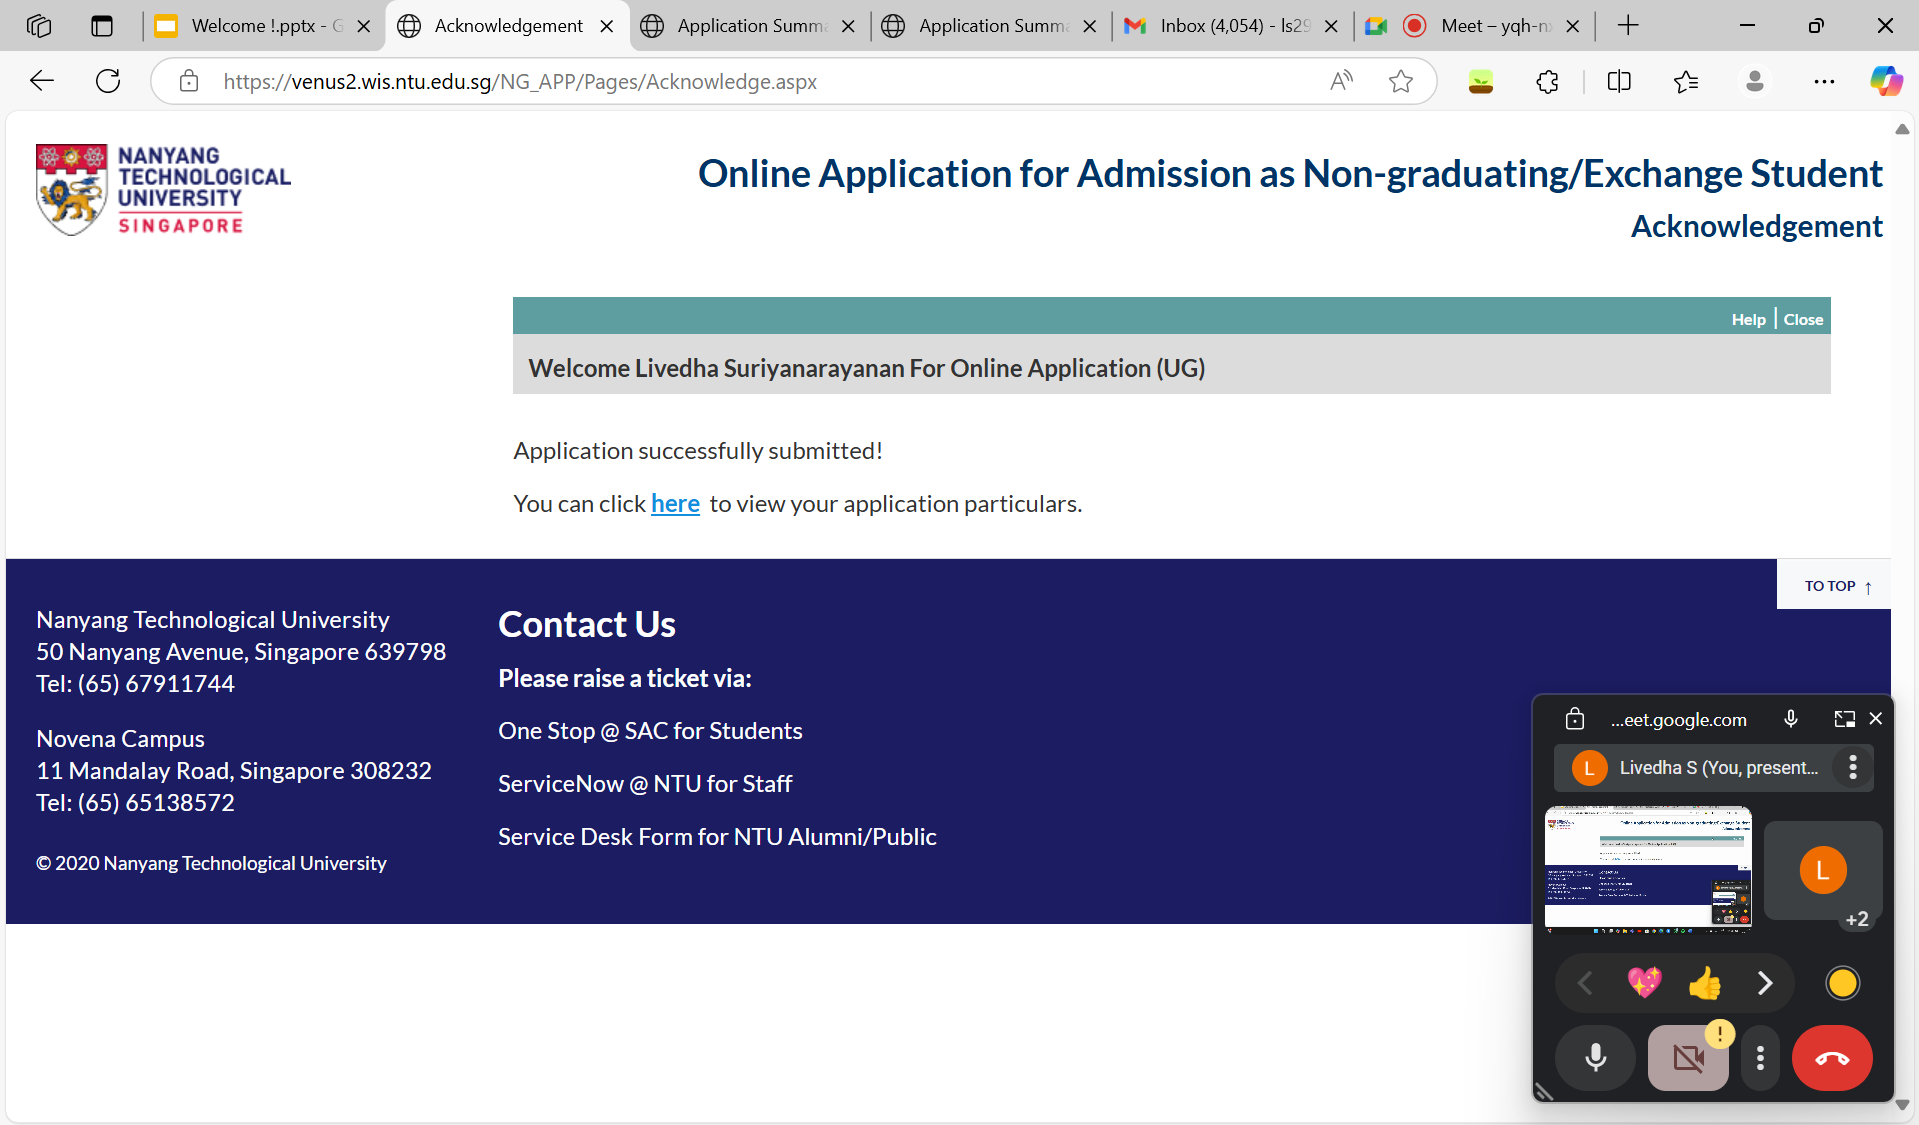 Welcome !.pptx - G
Acknowledgement
Application Summa
Application Summa
Inbox (4,054) - ls29
Meet – yqh-nx
https://venus2.wis.ntu.edu.sg/NG_APP/Pages/Acknowledge.aspx
NANYANG
TECHNOLOGICAL
UNIVERSITY
SINGAPORE
Online Application for Admission as Non-graduating/Exchange Student
Acknowledgement
Help | Close
Welcome Livedha Suriyanarayanan For Online Application (UG)
Application successfully submitted!
You can click here to view your application particulars.
TO TOP ↑
Nanyang Technological University
50 Nanyang Avenue, Singapore 639798
Tel: (65) 67911744
Novena Campus
11 Mandalay Road, Singapore 308232
Tel: (65) 65138572
© 2020 Nanyang Technological University
Contact Us
Please raise a ticket via:
One Stop @ SAC for Students
ServiceNow @ NTU for Staff
Service Desk Form for NTU Alumni/Public
...eet.google.com
L
Livedha S (You, present...
L
+2